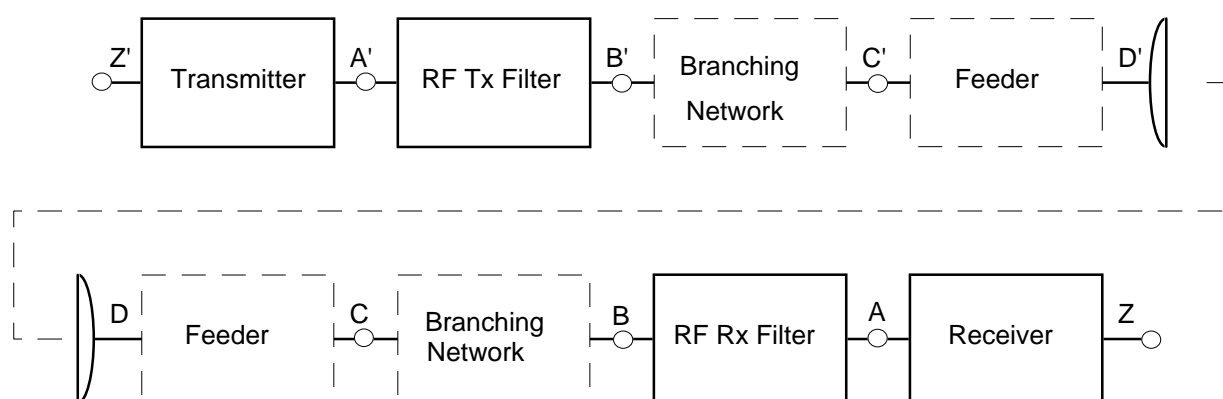 Z' Transmitter A' RF Tx Filter B' Branching Network C' Feeder D'
D Feeder C Branching Network B RF Rx Filter A Receiver Z